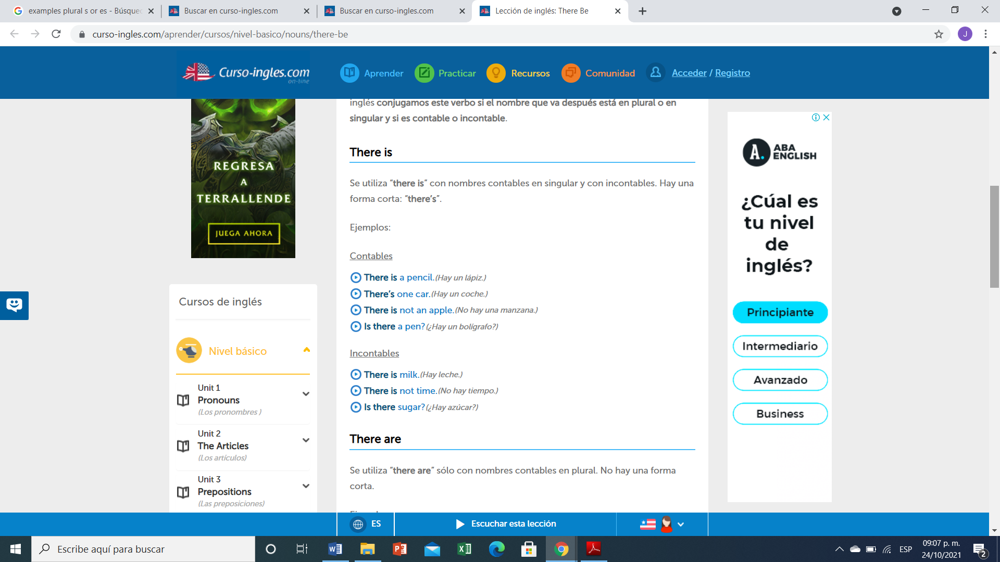 examples plural s or es - Búsque
Buscar en curso-ingles.com
Buscar en curso-ingles.com
Lección de inglés: There Be
curso-ingles.com/aprender/cursos/nivel-basico/nouns/there-be
J
Curso-ingles.com
on-line
Aprender
Practicar
Recursos
Comunidad
Acceder / Registro
REGRESA
A
TERRALLENDE
JUEGA AHORA
Cursos de inglés
Nivel básico
Unit 1
Pronouns
(Los pronombres )
Unit 2
The Articles
(Los artículos)
Unit 3
Prepositions
(Las preposiciones)
inglés conjugamos este verbo si el nombre que va después está en plural o en
singular y si es contable o incontable.
There is
Se utiliza “there is” con nombres contables en singular y con incontables. Hay una
forma corta: “there’s”.
Ejemplos:
Contables
There is a pencil.(Hay un lápiz.)
There’s one car.(Hay un coche.)
There is not an apple.(No hay una manzana.)
Is there a pen?(¿Hay un bolígrafo?)
Incontables
There is milk.(Hay leche.)
There is not time.(No hay tiempo.)
Is there sugar?(¿Hay azúcar?)
There are
Se utiliza “there are” sólo con nombres contables en plural. No hay una forma
corta.
A.
ABA
ENGLISH
¿Cúal es
tu nivel
de
inglés?
Principiante
Intermediario
Avanzado
Business
ES
Escuchar esta lección
Escribe aquí para buscar
ESP
09:07 p. m.
24/10/2021
2